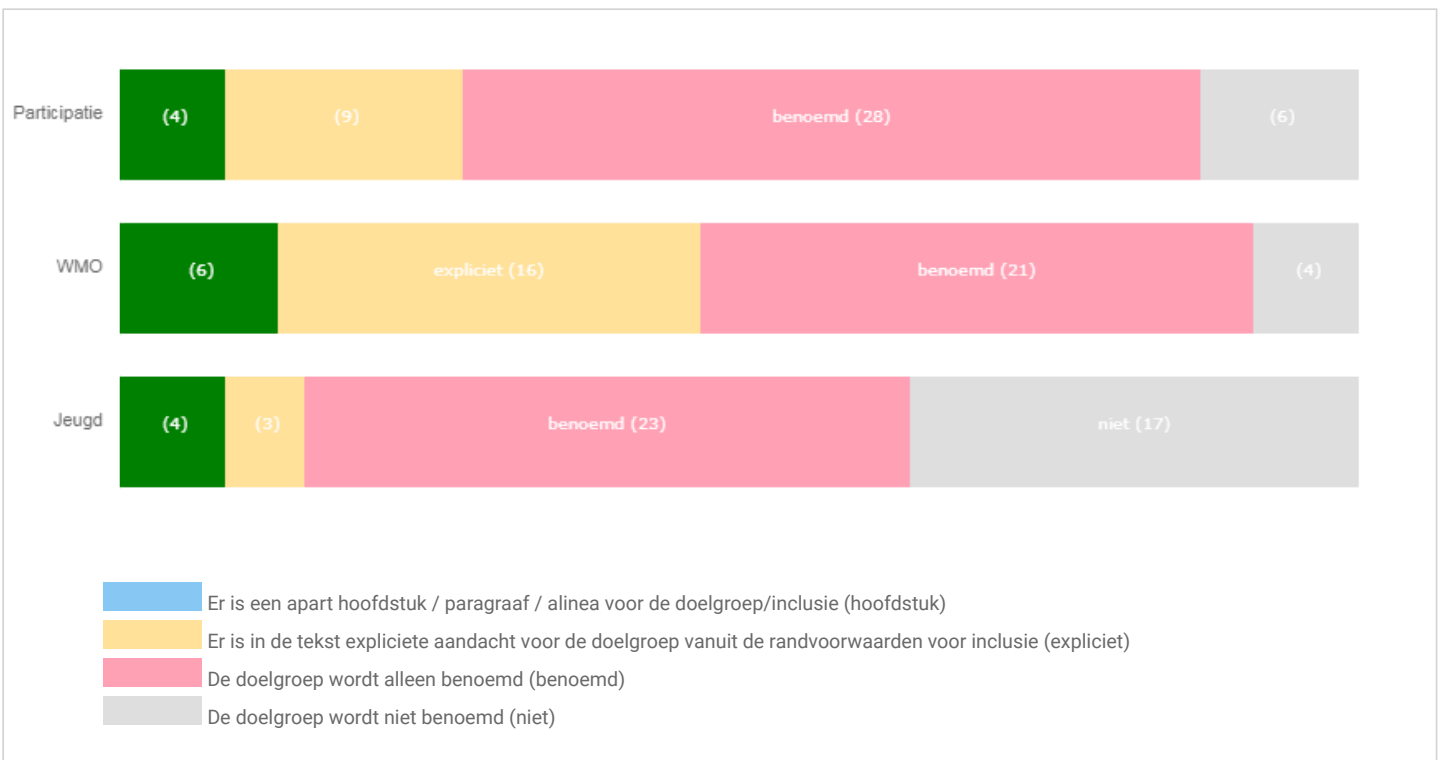 Participatie (4) (9) benoemd (28) (6)
WMO (6) expliciet (16) benoemd (21) (4)
Jeugd (4) (3) benoemd (23) niet (17)
Er is een apart hoofdstuk / paragraaf / alinea voor de doelgroep/inclusie (hoofdstuk)
Er is in de tekst expliciete aandacht voor de doelgroep vanuit de randvoorwaarden voor inclusie (expliciet)
De doelgroep wordt alleen benoemd (benoemd)
De doelgroep wordt niet benoemd (niet)